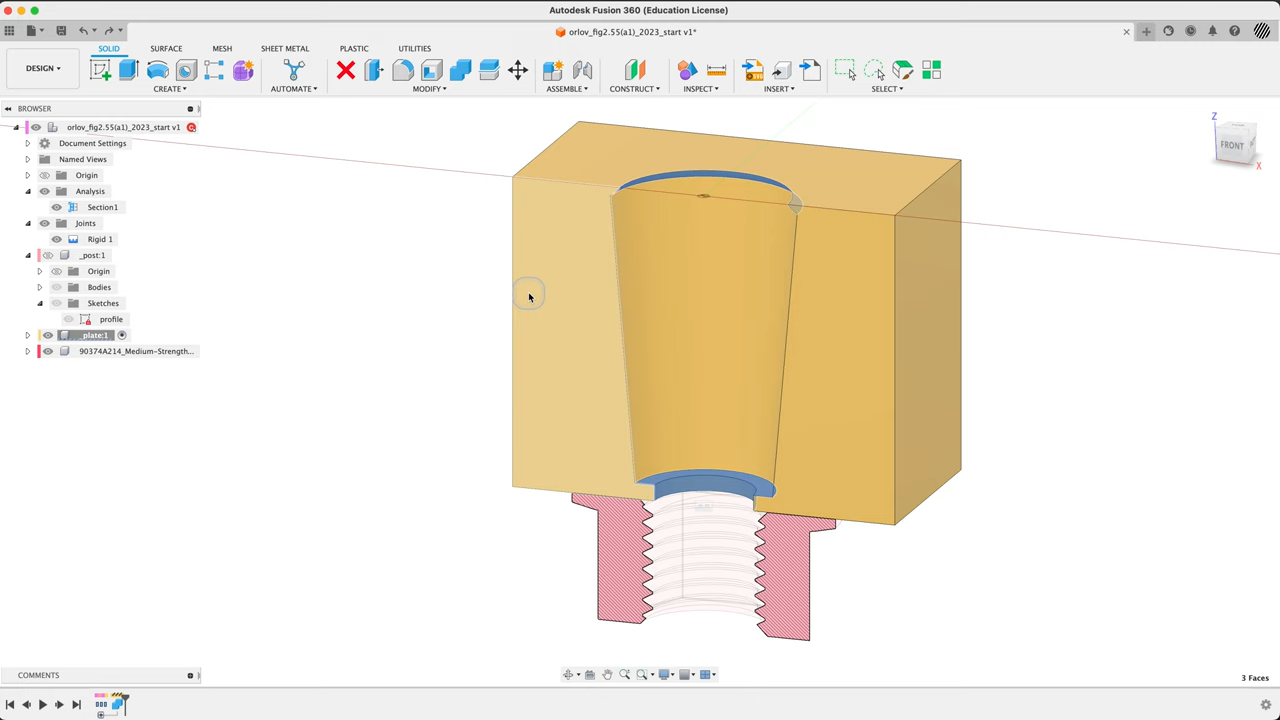 Autodesk Fusion 360 (Education License)
orlov_fig2.55(a1)_2023_start v1*
SOLID SURFACE MESH SHEET METAL PLASTIC UTILITIES
DESIGN
CREATE AUTOMATE MODIFY ASSEMBLE CONSTRUCT INSPECT INSERT SELECT
BROWSER
orlov_fig2.55(a1)_2023_start v1
Document Settings
Named Views
Origin
Analysis
Section1
Joints
Rigid 1
_post:1
Origin
Bodies
Sketches
profile
_plate:1
90374A214_Medium-Strength...
Z
FRONT
X
COMMENTS
3 Faces